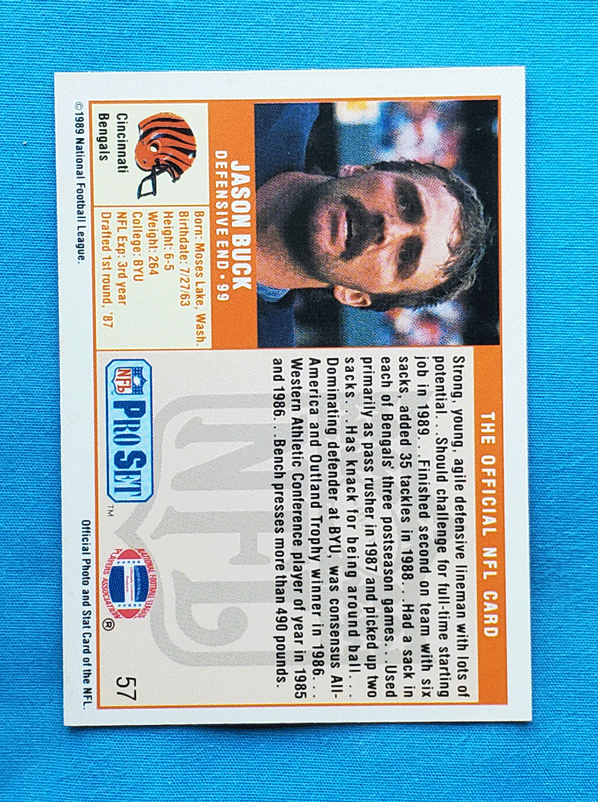 THE OFFICIAL NFL CARD
JASON BUCK
DEFENSIVE END • 99
Cincinnati
Bengals
Born: Moses Lake, Wash.
Birthdate: 7/27/63
Height: 6-5
Weight: 264
College: BYU
NFL Exp: 3rd year
Drafted 1st round, '87
Strong, young, agile defensive lineman with lots of
potential . . . Should challenge for full-time starting
job in 1989 . . . Finished second on team with six
sacks, added 35 tackles in 1988 . . . Had a sack in
each of Bengals' three postseason games . . . Used
primarily as pass rusher in 1987 and picked up two
sacks . . . Has knack for being around ball . . .
Dominating defender at BYU, was consensus All-
America and Outland Trophy winner in 1986 . . .
Western Athletic Conference player of year in 1985
and 1986 . . . Bench presses more than 490 pounds.
NFL
NFL PRO SET™
NATIONAL FOOTBALL LEAGUE
PLAYERS ASSOCIATION
®
57
©1989 National Football League.
Official Photo and Stat Card of the NFL.